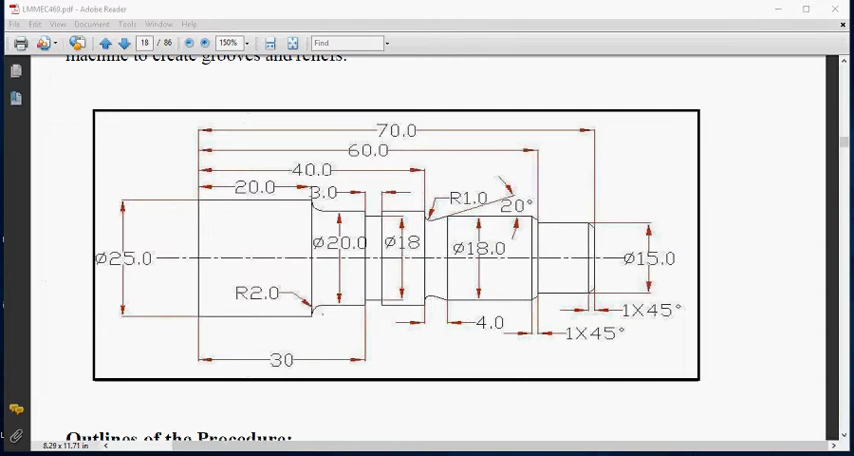 LMMEC460.pdf - Adobe Reader
File Edit View Document Tools Window Help
18 / 86 150% Find
machine to create grooves and reliefs.
70.0
60.0
40.0
20.0 3.0 R1.0 20°
Ø25.0 Ø20.0 Ø18 Ø18.0 Ø15.0
R2.0
4.0 1X45°
1X45°
30
Outlines of the Procedure:
8.29 x 11.71 in